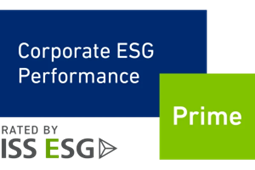 Corporate ESG
Performance
Prime
RATED BY
ISS ESG